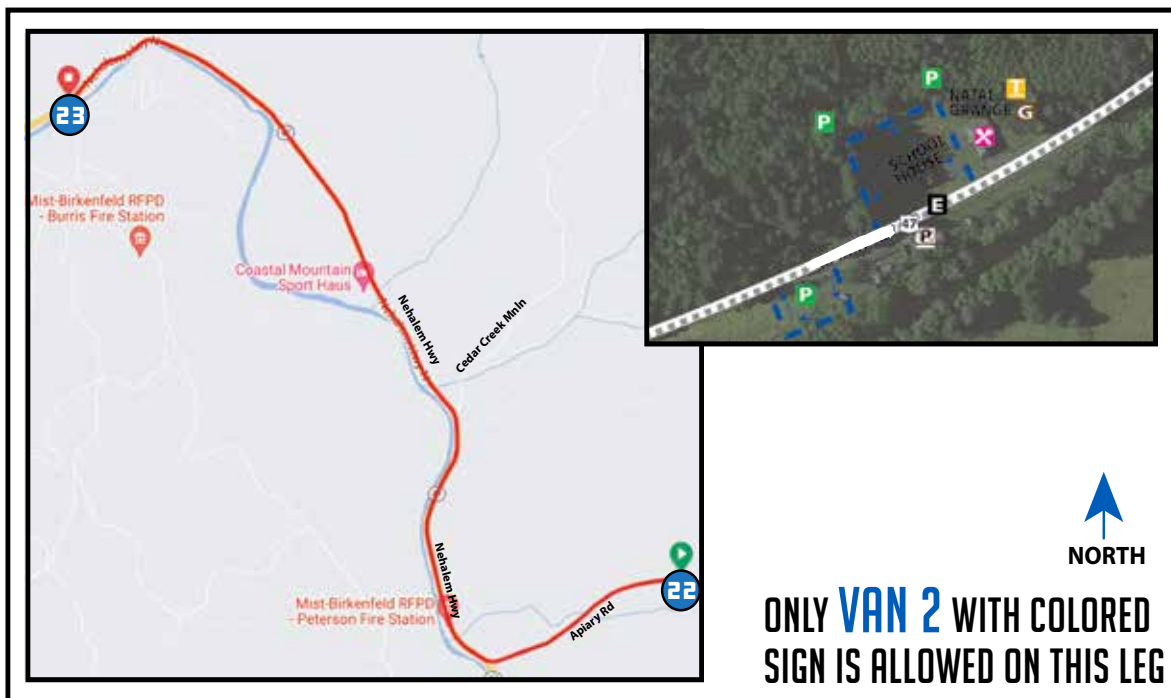 23
Mist-Birkenfeld RFPD
- Burris Fire Station
Coastal Mountain
Sport Haus
Nehalem Hwy
Cedar Creek Mnln
Nehalem Hwy
Mist-Birkenfeld RFPD
- Peterson Fire Station
Apiary Rd
22
P
P
NATAL
GRANGE
T
G
SCHOOL
HOUSE
E
47
P
P
NORTH
ONLY VAN 2 WITH COLORED
SIGN IS ALLOWED ON THIS LEG